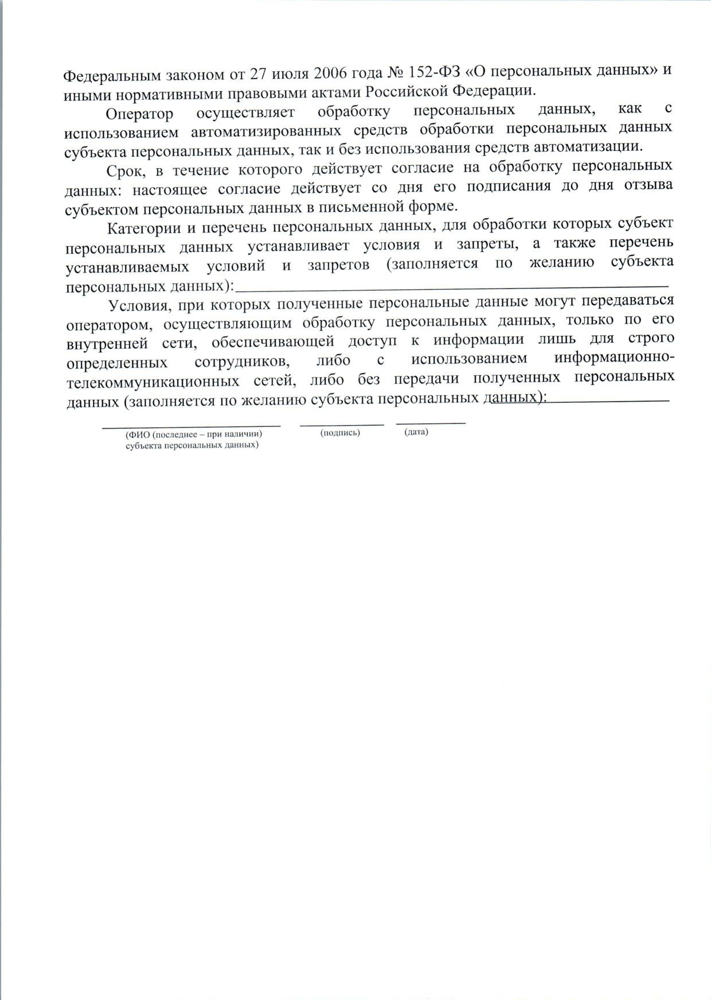 Федеральным законом от 27 июля 2006 года № 152-ФЗ «О персональных данных» и
иными нормативными правовыми актами Российской Федерации.
Оператор осуществляет обработку персональных данных, как с
использованием автоматизированных средств обработки персональных данных
субъекта персональных данных, так и без использования средств автоматизации.
Срок, в течение которого действует согласие на обработку персональных
данных: настоящее согласие действует со дня его подписания до дня отзыва
субъектом персональных данных в письменной форме.
Категории и перечень персональных данных, для обработки которых субъект
персональных данных устанавливает условия и запреты, а также перечень
устанавливаемых условий и запретов (заполняется по желанию субъекта
персональных данных):
Условия, при которых полученные персональные данные могут передаваться
оператором, осуществляющим обработку персональных данных, только по его
внутренней сети, обеспечивающей доступ к информации лишь для строго
определенных сотрудников, либо с использованием информационно-
телекоммуникационных сетей, либо без передачи полученных персональных
данных (заполняется по желанию субъекта персональных данных):
(ФИО (последнее – при наличии) (подпись) (дата)
субъекта персональных данных)